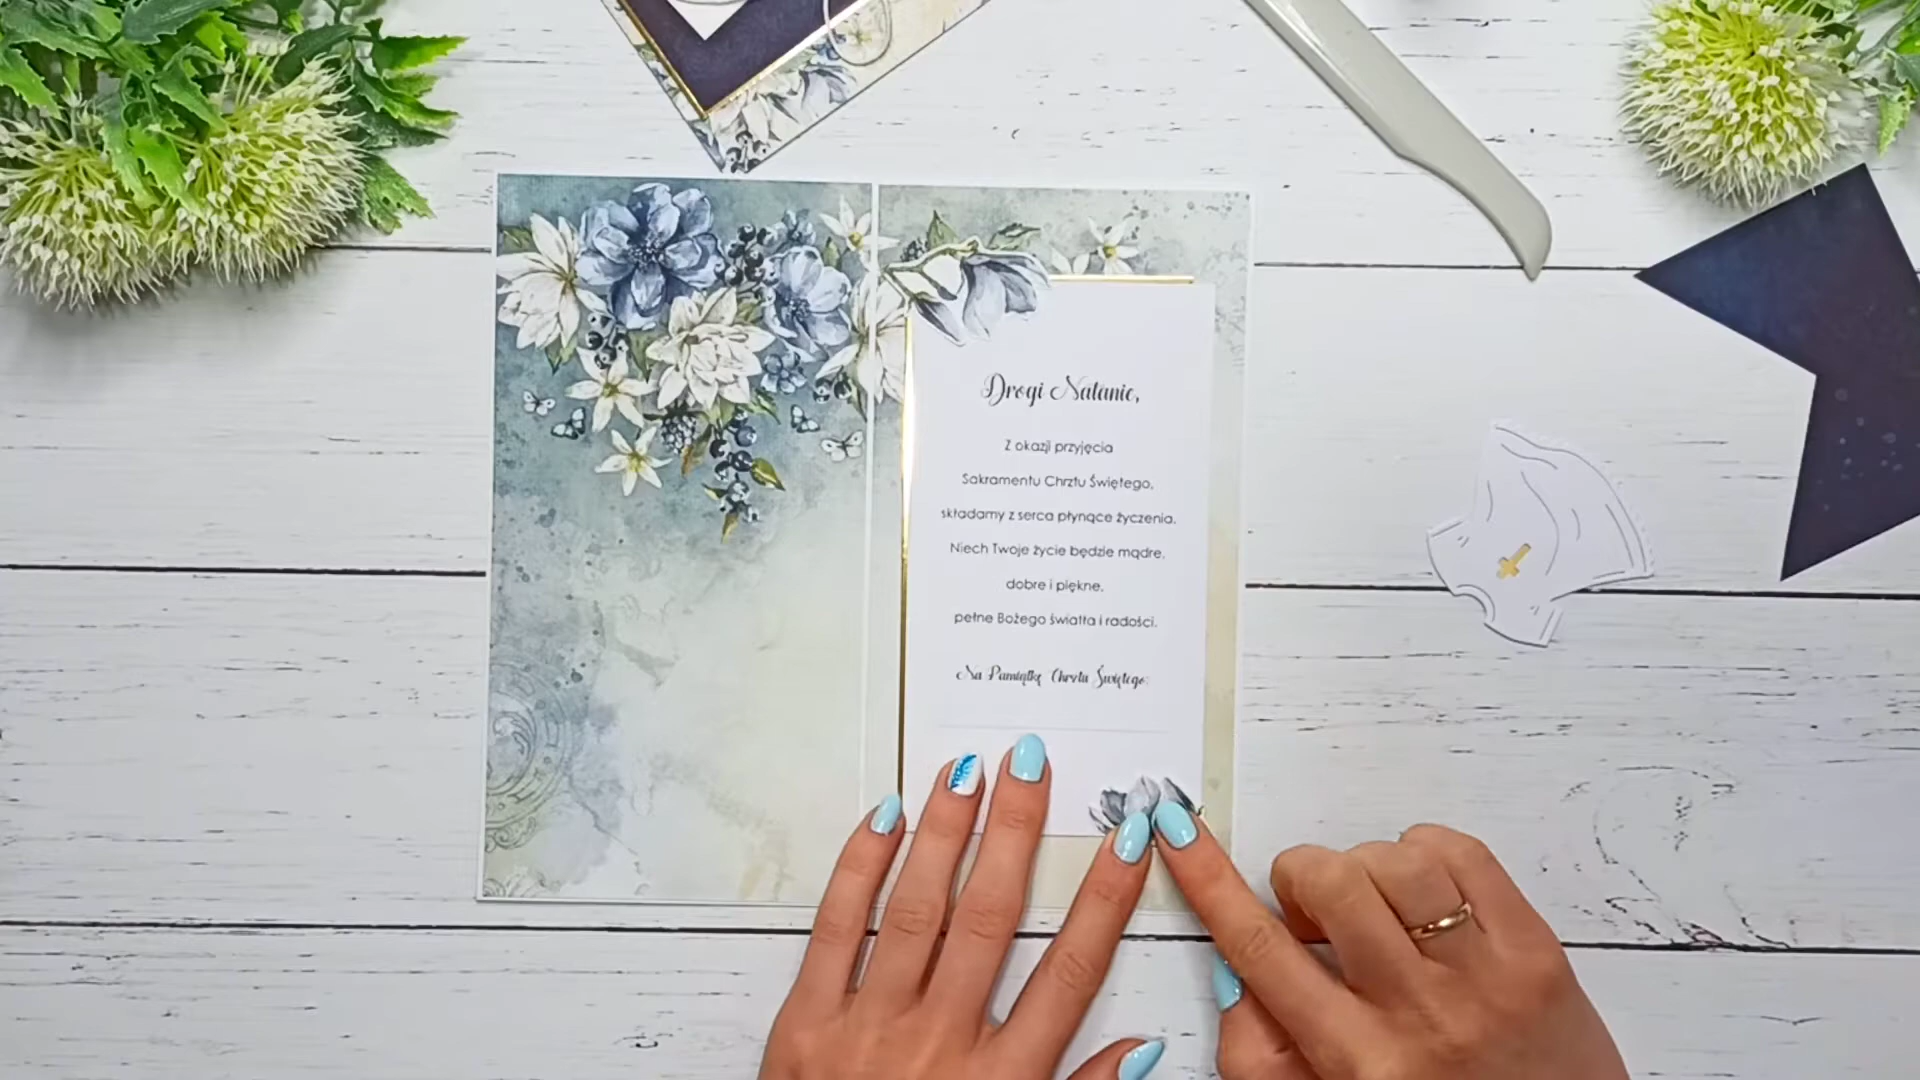 Drogi Natanie,
Z okazji przyjęcia
Sakramentu Chrztu Świętego,
składamy z serca płynące życzenia.
Niech Twoje życie będzie mądre,
dobre i piękne,
pełne Bożego światła i radości.
Na Pamiątkę Chrztu Świętego